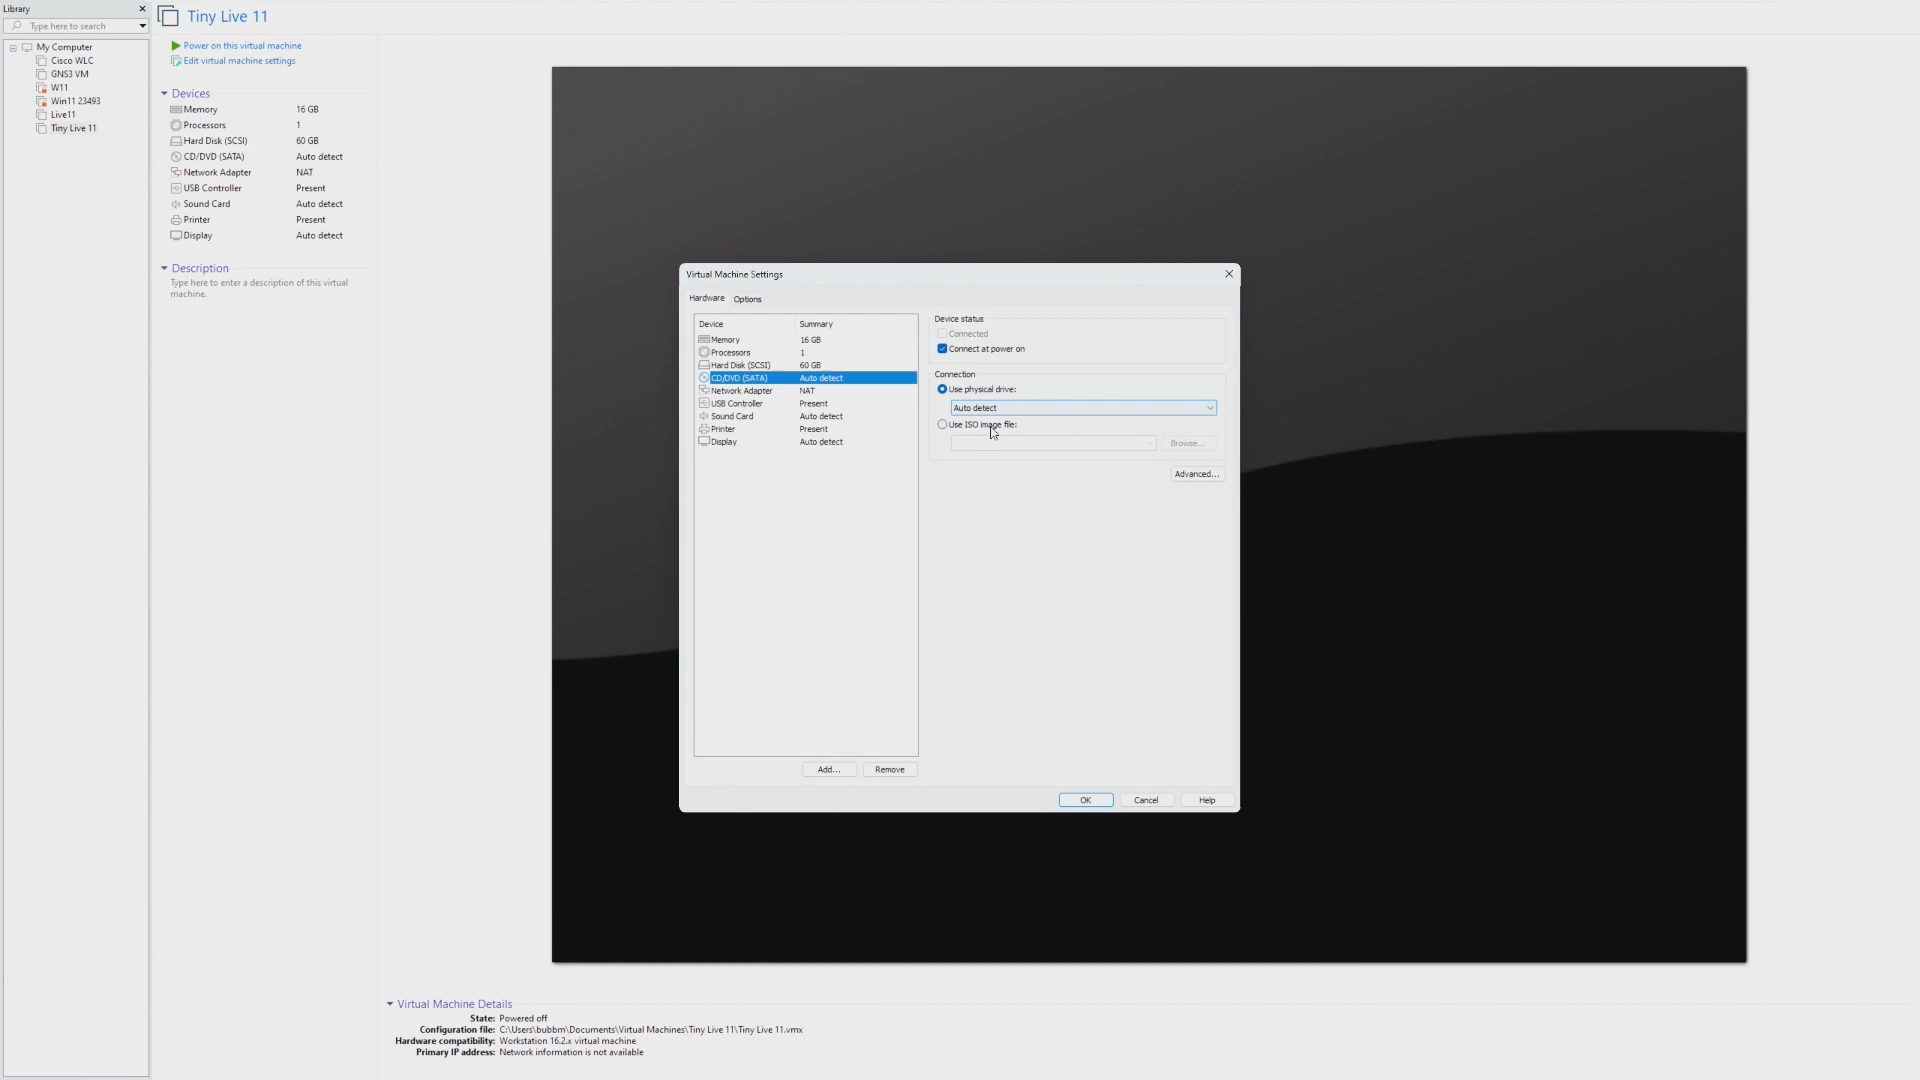 Library
Type here to search
My Computer
Cisco WLC
GNS3 VM
W11
Win11 23493
Live11
Tiny Live 11
Tiny Live 11
Power on this virtual machine
Edit virtual machine settings
Devices
Memory 16 GB
Processors 1
Hard Disk (SCSI) 60 GB
CD/DVD (SATA) Auto detect
Network Adapter NAT
USB Controller Present
Sound Card Auto detect
Printer Present
Display Auto detect
Description
Type here to enter a description of this virtual
machine.
Virtual Machine Settings
Hardware Options
Device Summary
Memory 16 GB
Processors 1
Hard Disk (SCSI) 60 GB
CD/DVD (SATA) Auto detect
Network Adapter NAT
USB Controller Present
Sound Card Auto detect
Printer Present
Display Auto detect
Add... Remove
Device status
Connected
Connect at power on
Connection
Use physical drive:
Auto detect
Use ISO image file:
Browse...
Advanced...
OK Cancel Help
Virtual Machine Details
State: Powered off
Configuration file: C:\Users\bubbm\Documents\Virtual Machines\Tiny Live 11\Tiny Live 11.vmx
Hardware compatibility: Workstation 16.2.x virtual machine
Primary IP address: Network information is not available